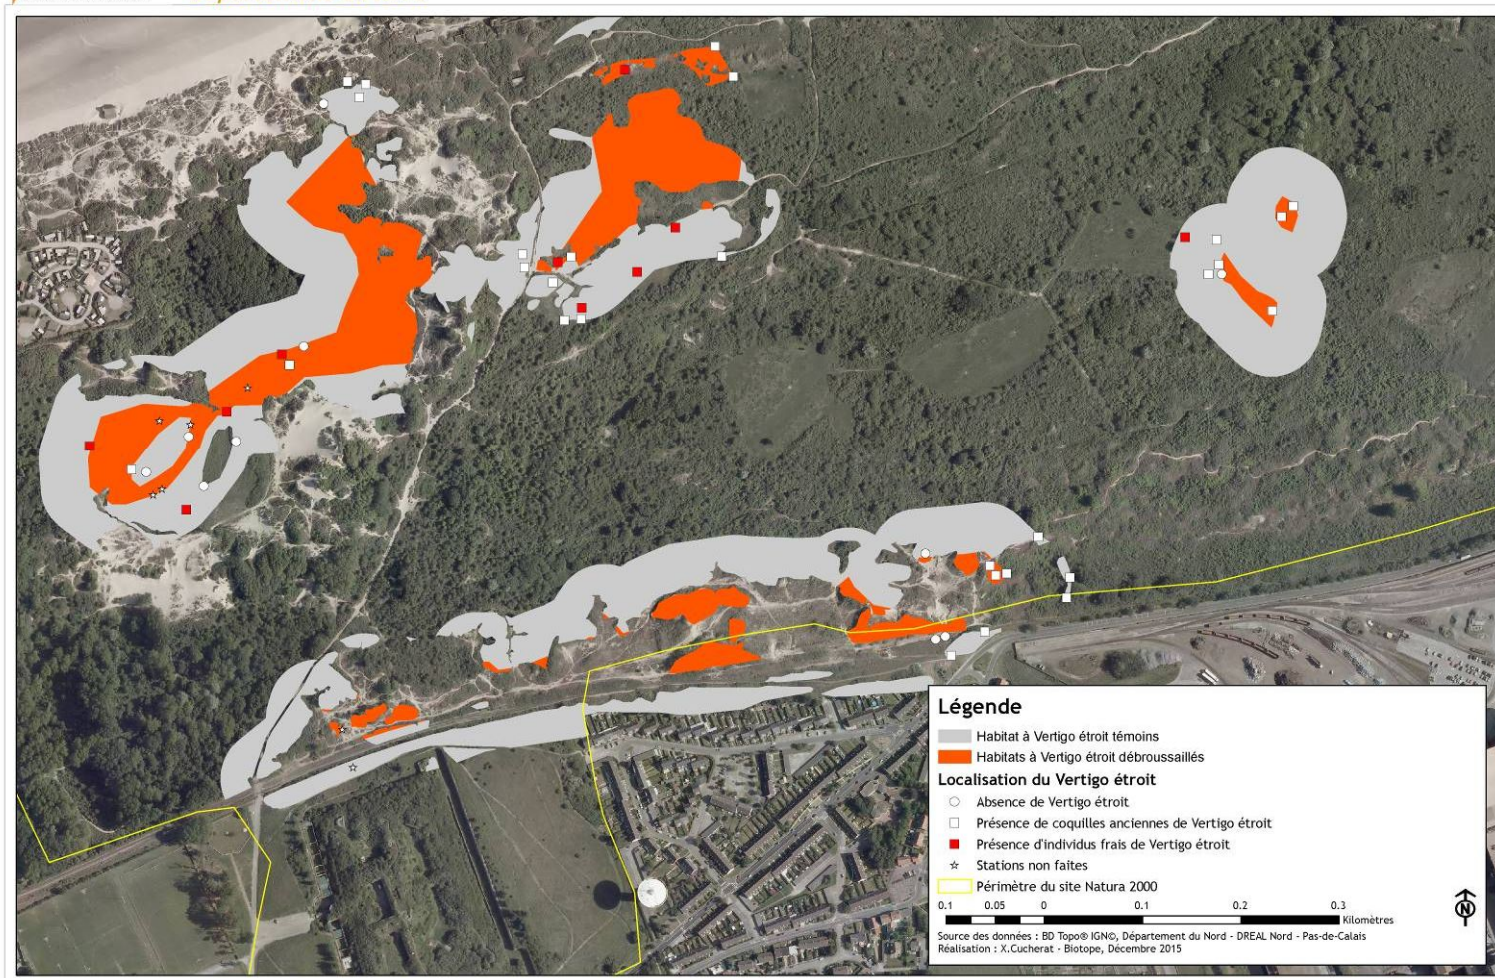 Légende
Habitat à Vertigo étroit témoins
Habitats à Vertigo étroit débroussaillés
Localisation du Vertigo étroit
Absence de Vertigo étroit
Présence de coquilles anciennes de Vertigo étroit
Présence d'individus frais de Vertigo étroit
Stations non faites
Périmètre du site Natura 2000
0.1 0.05 0 0.1 0.2 0.3
Kilomètres
N
Source des données : BD Topo® IGN©, Département du Nord - DREAL Nord - Pas-de-Calais
Réalisation : X.Cucherat - Biotope, Décembre 2015